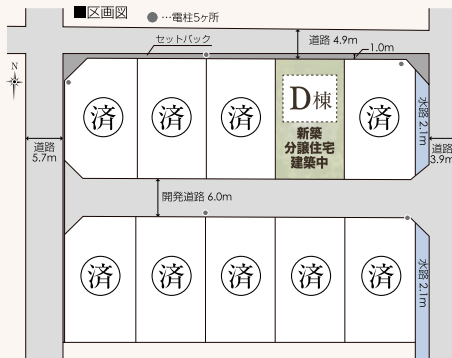 ■区画図 ●…電柱5ヶ所
セットバック
道路 4.9m
1.0m
N
済
済
済
D棟
新築
分譲住宅
建築中
済
水路 2.1m
道路
5.7m
道路
3.9m
開発道路 6.0m
済
済
済
済
済
水路 2.1m